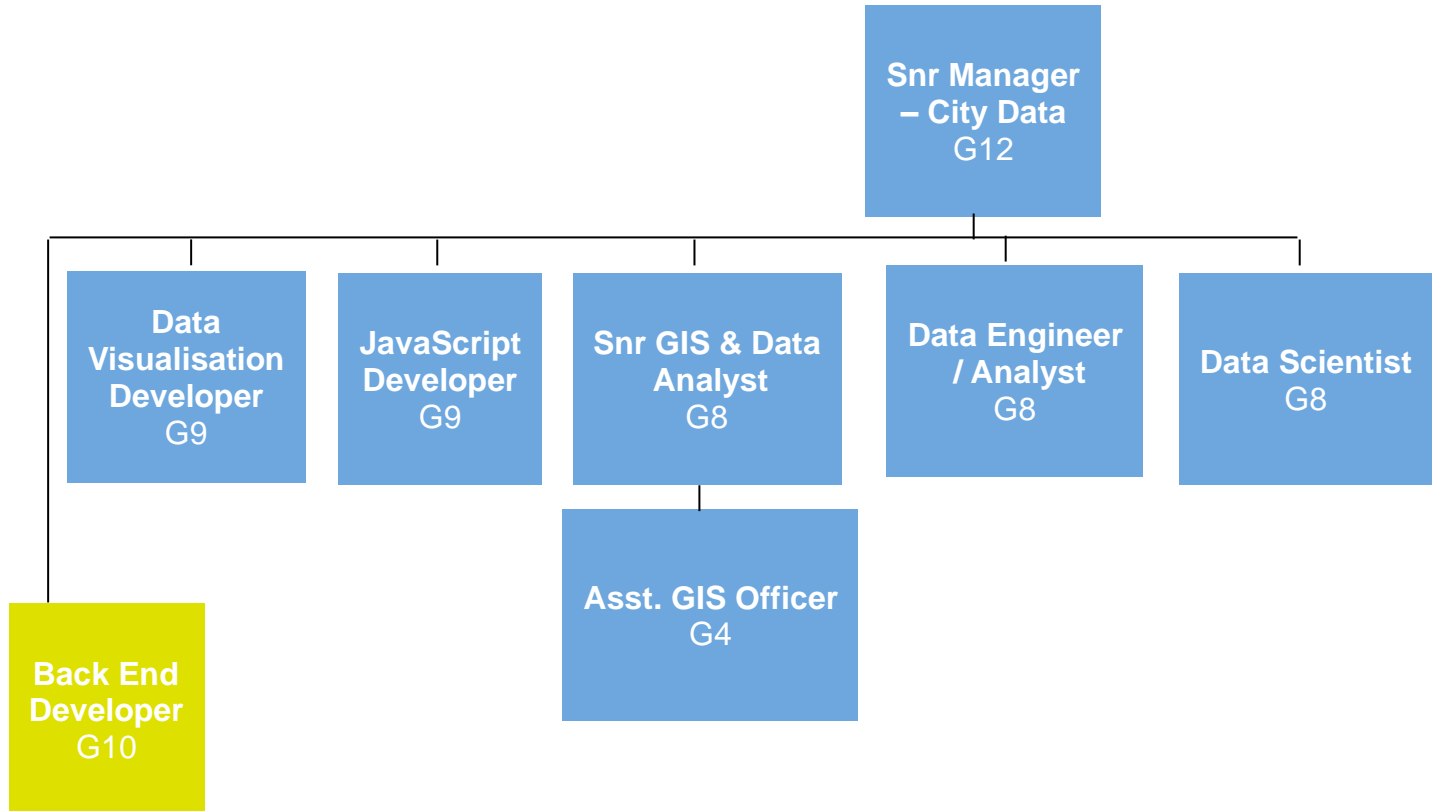 Snr Manager
– City Data
G12
Data
Visualisation
Developer
G9
JavaScript
Developer
G9
Snr GIS & Data
Analyst
G8
Data Engineer
/ Analyst
G8
Data Scientist
G8
Asst. GIS Officer
G4
Back End
Developer
G10